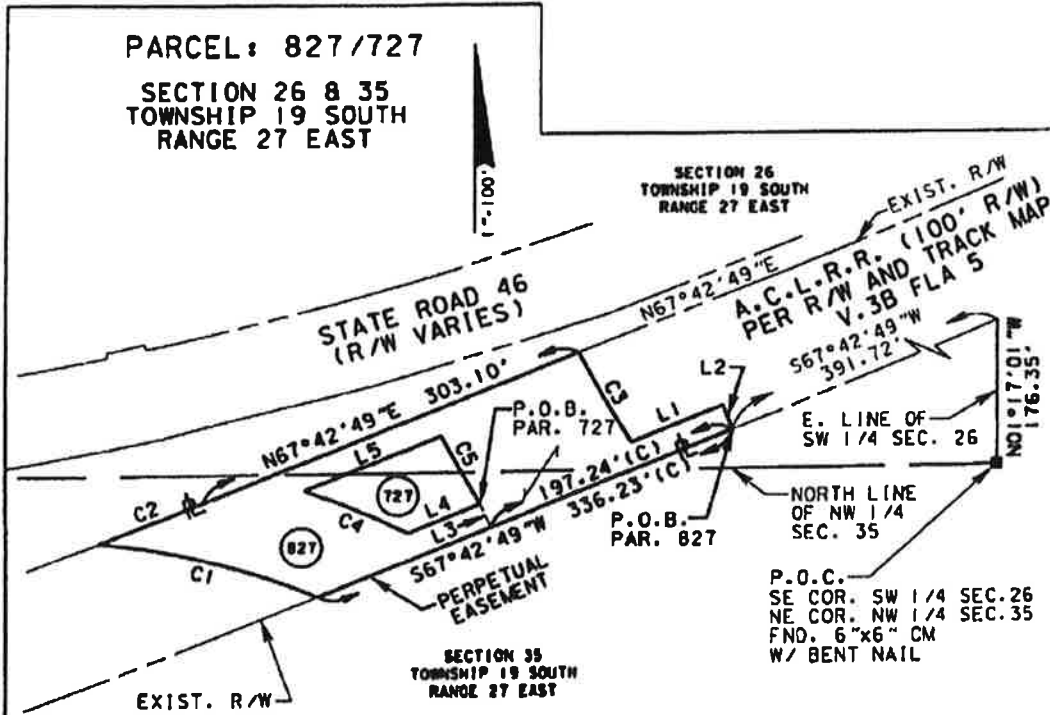 PARCEL: 827/727
SECTION 26 & 35
TOWNSHIP 19 SOUTH
RANGE 27 EAST
1"-100'
SECTION 26
TOWNSHIP 19 SOUTH
RANGE 27 EAST
EXIST. R/W
A.C.L.R.R. (100' R/W)
PER R/W AND TRACK MAP
V.3B FLA 5
N67°42'49"E
STATE ROAD 46
(R/W VARIES)
S67°42'49"W
391.72'
N01°17'01"W
176.35'
N67°42'49"E 303.10'
C3
L2
L1
P.O.B.
PAR. 727
E. LINE OF
SW 1/4 SEC. 26
L5
C5
727
C4
L4
L3
C2
197.24'(C)
336.23'(C)
S67°42'49"W
P.O.B.
PAR. 827
NORTH LINE
OF NW 1/4
SEC. 35
827
C1
PERPETUAL
EASEMENT
P.O.C.
SE COR. SW 1/4 SEC.26
NE COR. NW 1/4 SEC.35
FND. 6"x6" CM
W/ BENT NAIL
SECTION 35
TOWNSHIP 19 SOUTH
RANGE 27 EAST
EXIST. R/W